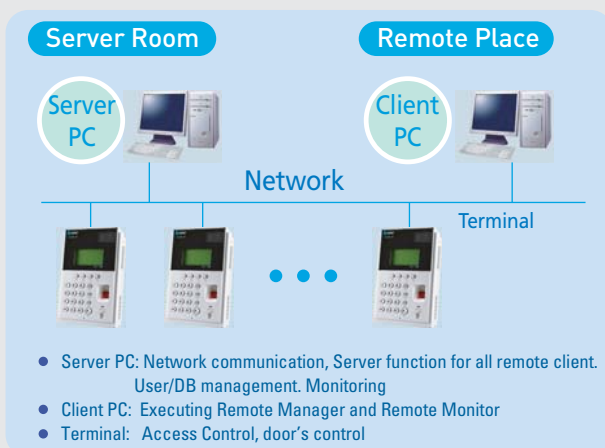 Server Room
Remote Place
Server
PC
Client
PC
Network
Terminal
Server PC: Network communication, Server function for all remote client.
User/DB management. Monitoring
Client PC: Executing Remote Manager and Remote Monitor
Terminal: Access Control, door's control